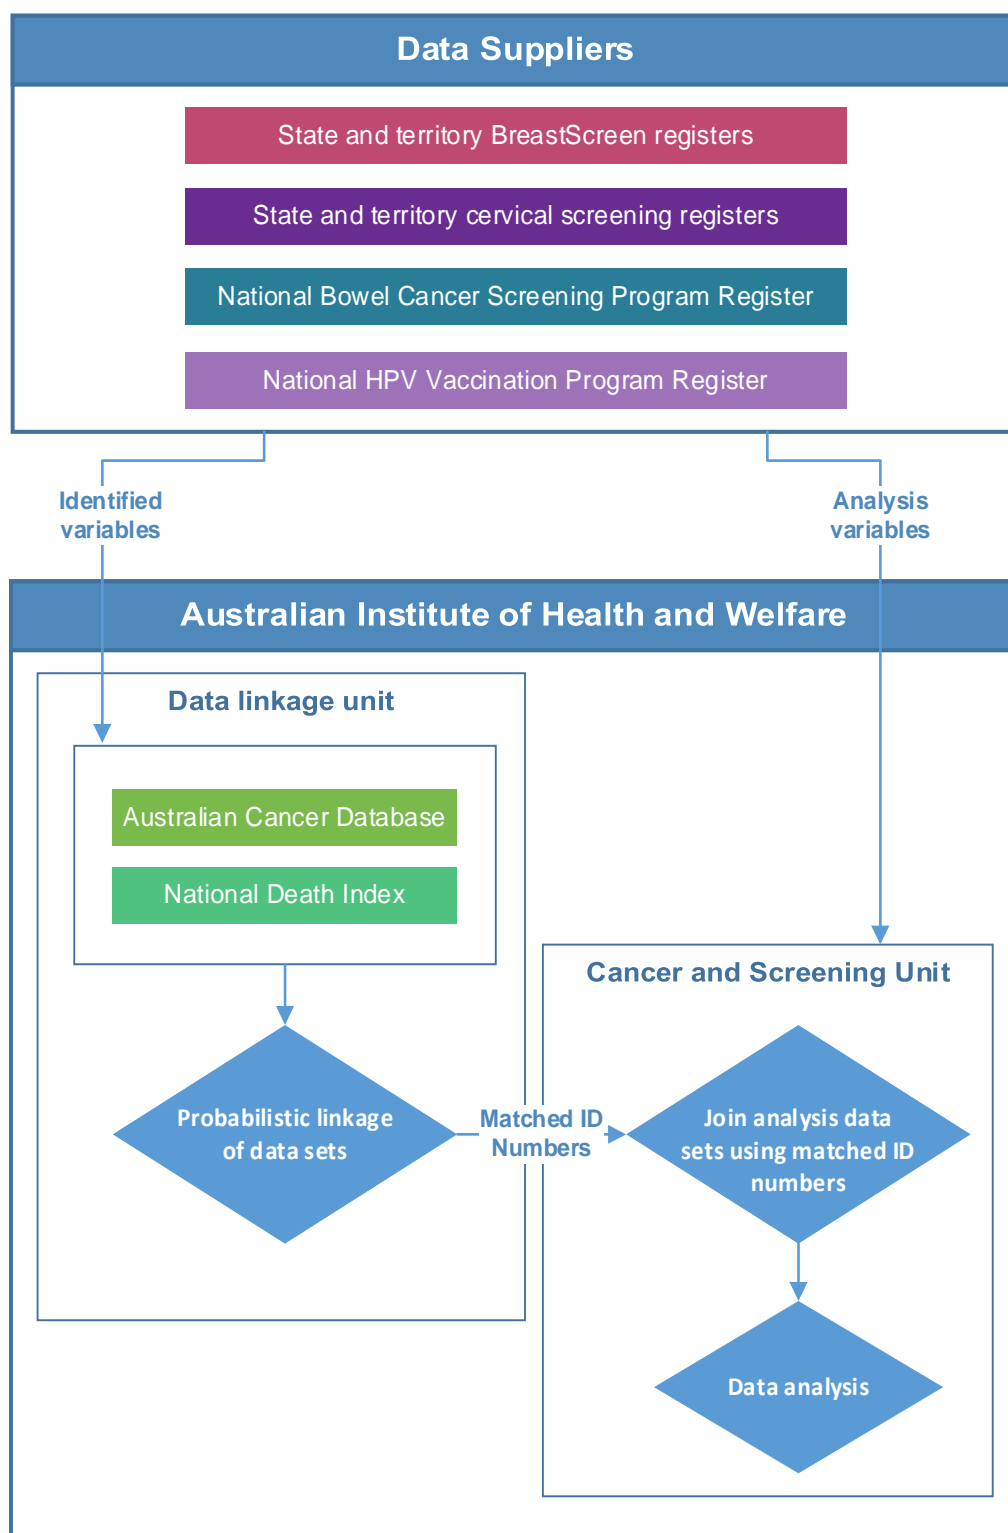 Data Suppliers
State and territory BreastScreen registers
State and territory cervical screening registers
National Bowel Cancer Screening Program Register
National HPV Vaccination Program Register
Identified
variables
Analysis
variables
Australian Institute of Health and Welfare
Data linkage unit
Australian Cancer Database
National Death Index
Probabilistic linkage
of data sets
Matched ID
Numbers
Cancer and Screening Unit
Join analysis data
sets using matched ID
numbers
Data analysis